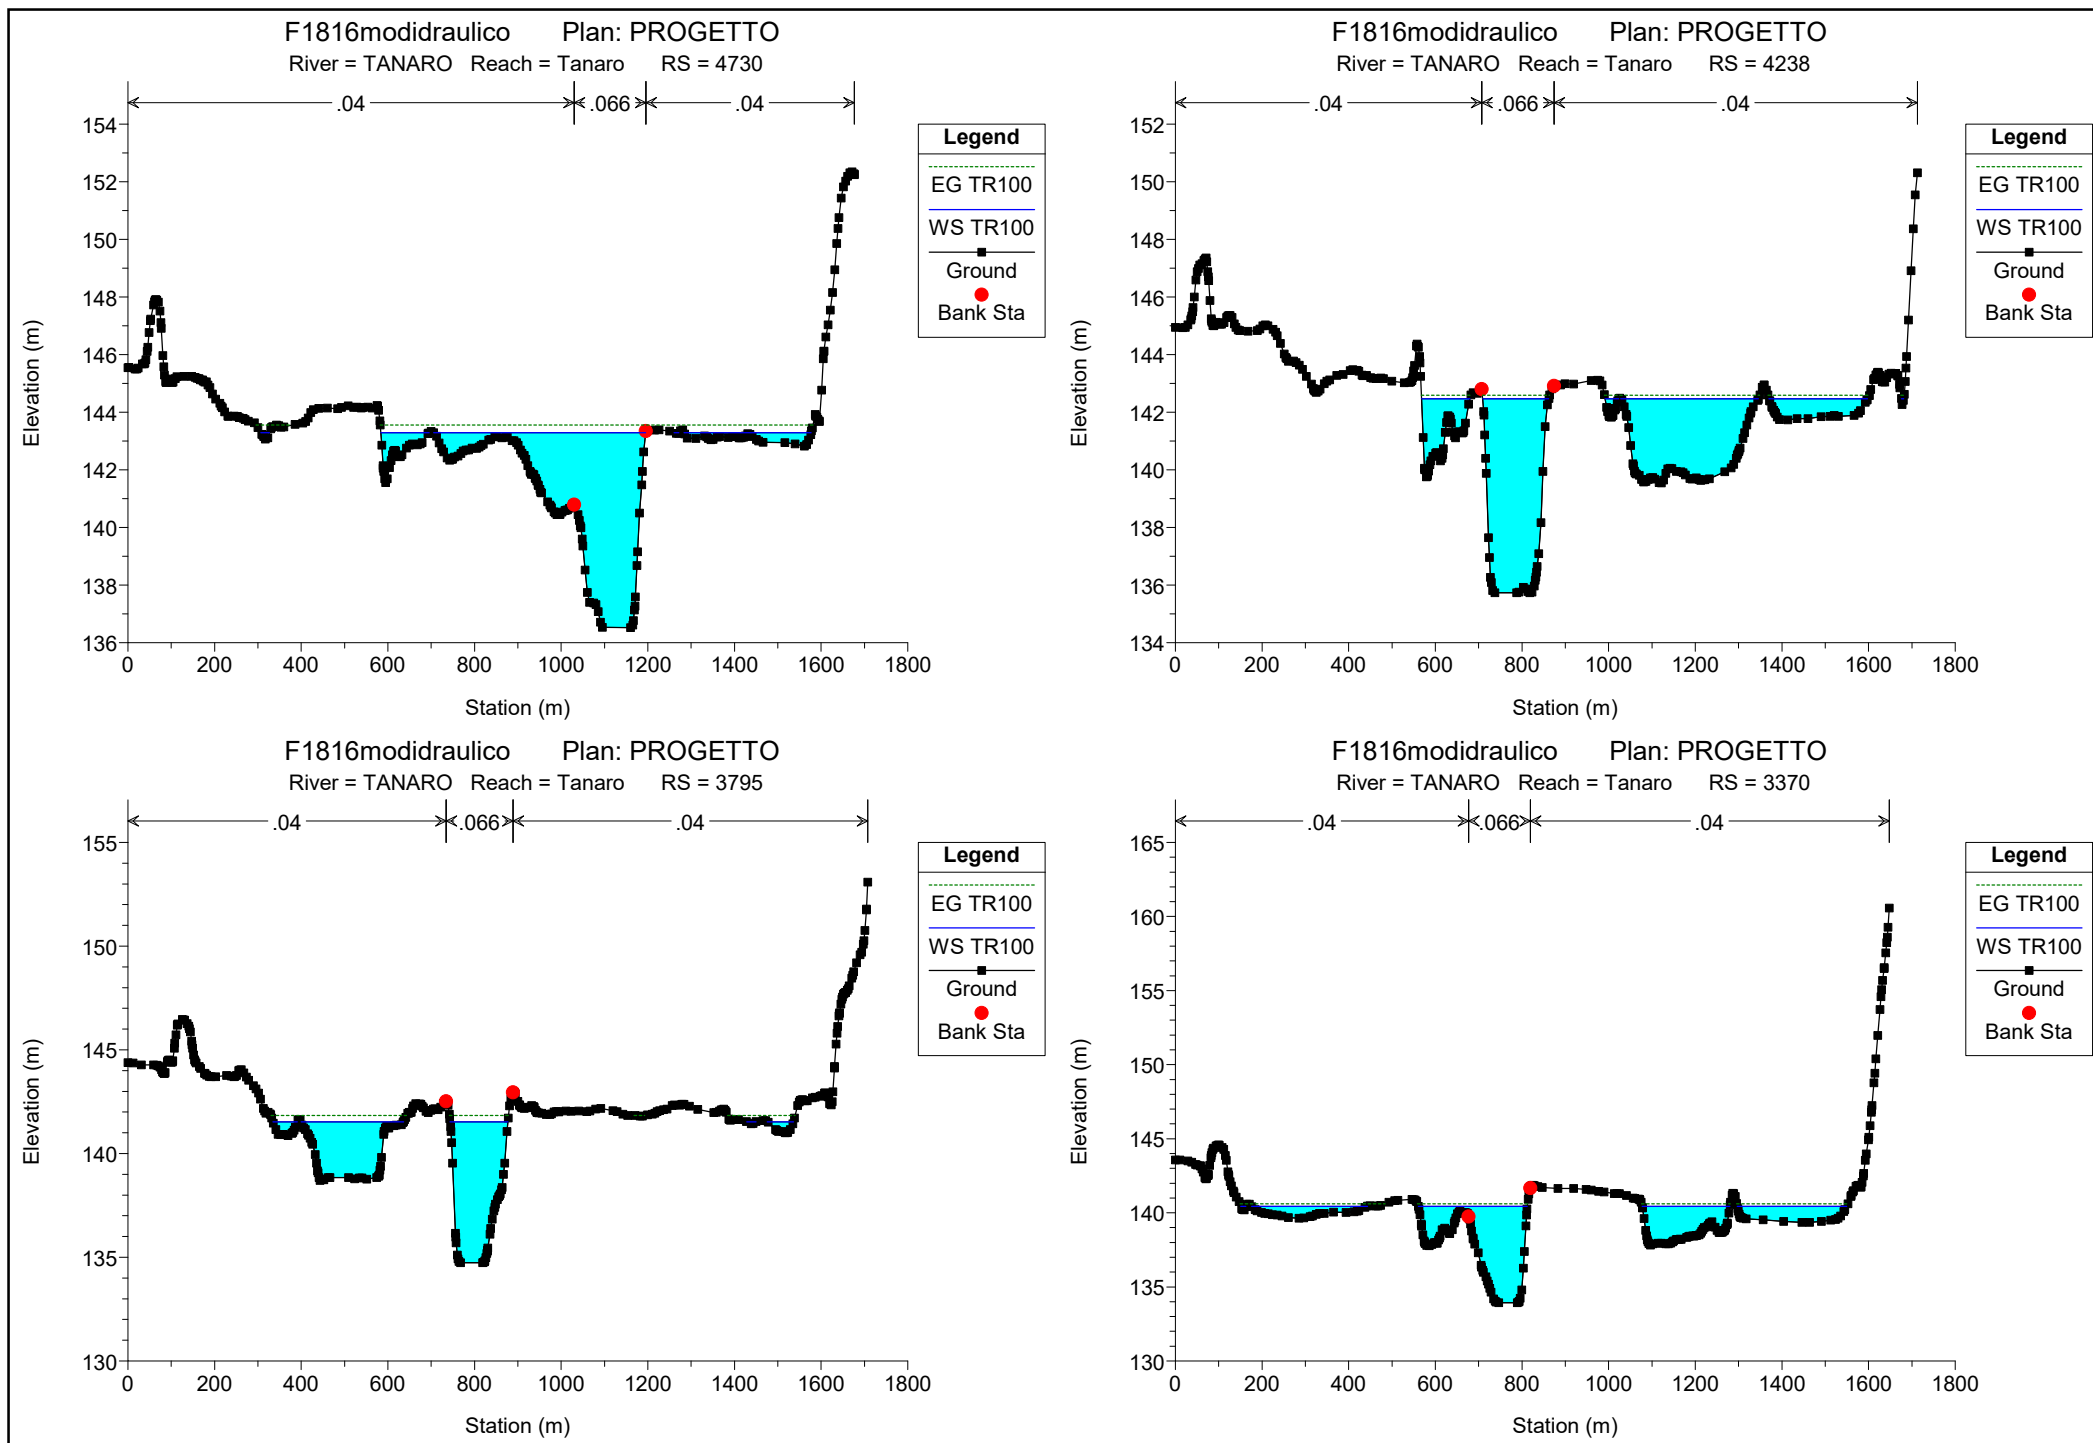 F1816modidraulico Plan: PROGETTO
River = TANARO Reach = Tanaro RS = 4730
.04 .066 .04
154
152
150
148
146
144
142
140
138
136
0 200 400 600 800 1000 1200 1400 1600 1800
Station (m)
Elevation (m)
Legend
EG TR100
WS TR100
Ground
Bank Sta
F1816modidraulico Plan: PROGETTO
River = TANARO Reach = Tanaro RS = 4238
.04 .066 .04
152
150
148
146
144
142
140
138
136
134
0 200 400 600 800 1000 1200 1400 1600 1800
Station (m)
Elevation (m)
Legend
EG TR100
WS TR100
Ground
Bank Sta
F1816modidraulico Plan: PROGETTO
River = TANARO Reach = Tanaro RS = 3795
.04 .066 .04
155
150
145
140
135
130
0 200 400 600 800 1000 1200 1400 1600 1800
Station (m)
Elevation (m)
Legend
EG TR100
WS TR100
Ground
Bank Sta
F1816modidraulico Plan: PROGETTO
River = TANARO Reach = Tanaro RS = 3370
.04 .066 .04
165
160
155
150
145
140
135
130
0 200 400 600 800 1000 1200 1400 1600 1800
Station (m)
Elevation (m)
Legend
EG TR100
WS TR100
Ground
Bank Sta